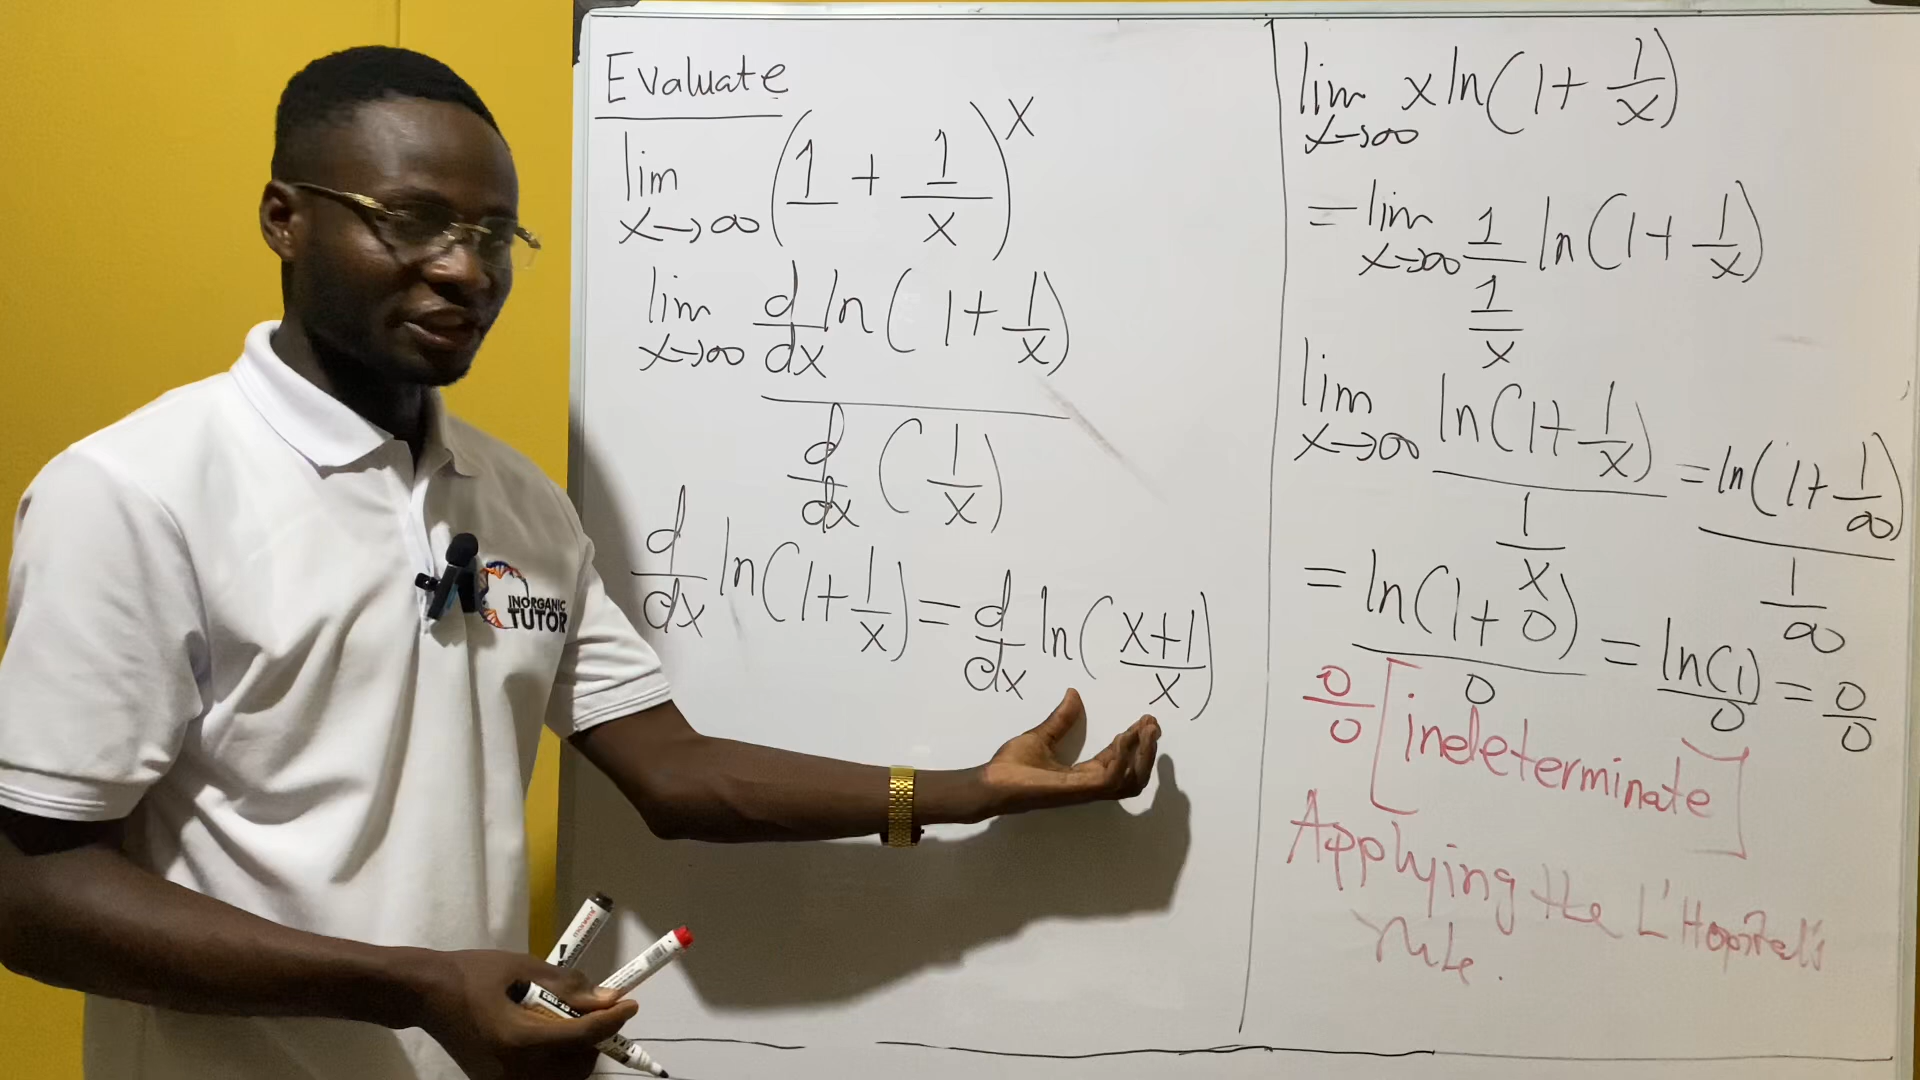 Evaluate
lim x→∞ (1 + 1/x)^x
lim x→∞ d/dx ln(1+1/x)
d/dx (1/x)
d/dx ln(1+1/x) = d/dx ln(x+1/x)
lim x→∞ x ln(1+1/x)
= lim x→∞ 1/(1/x) ln(1+1/x)
lim x→∞ ln(1+1/x)/(1/x) = ln(1+1/∞)/(1/∞)
= ln(1+0)/0 = ln(1)/0 = 0/0
0/0 [indeterminate]
Applying the L'Hopital's
rule.
INORGANIC
TUTOR